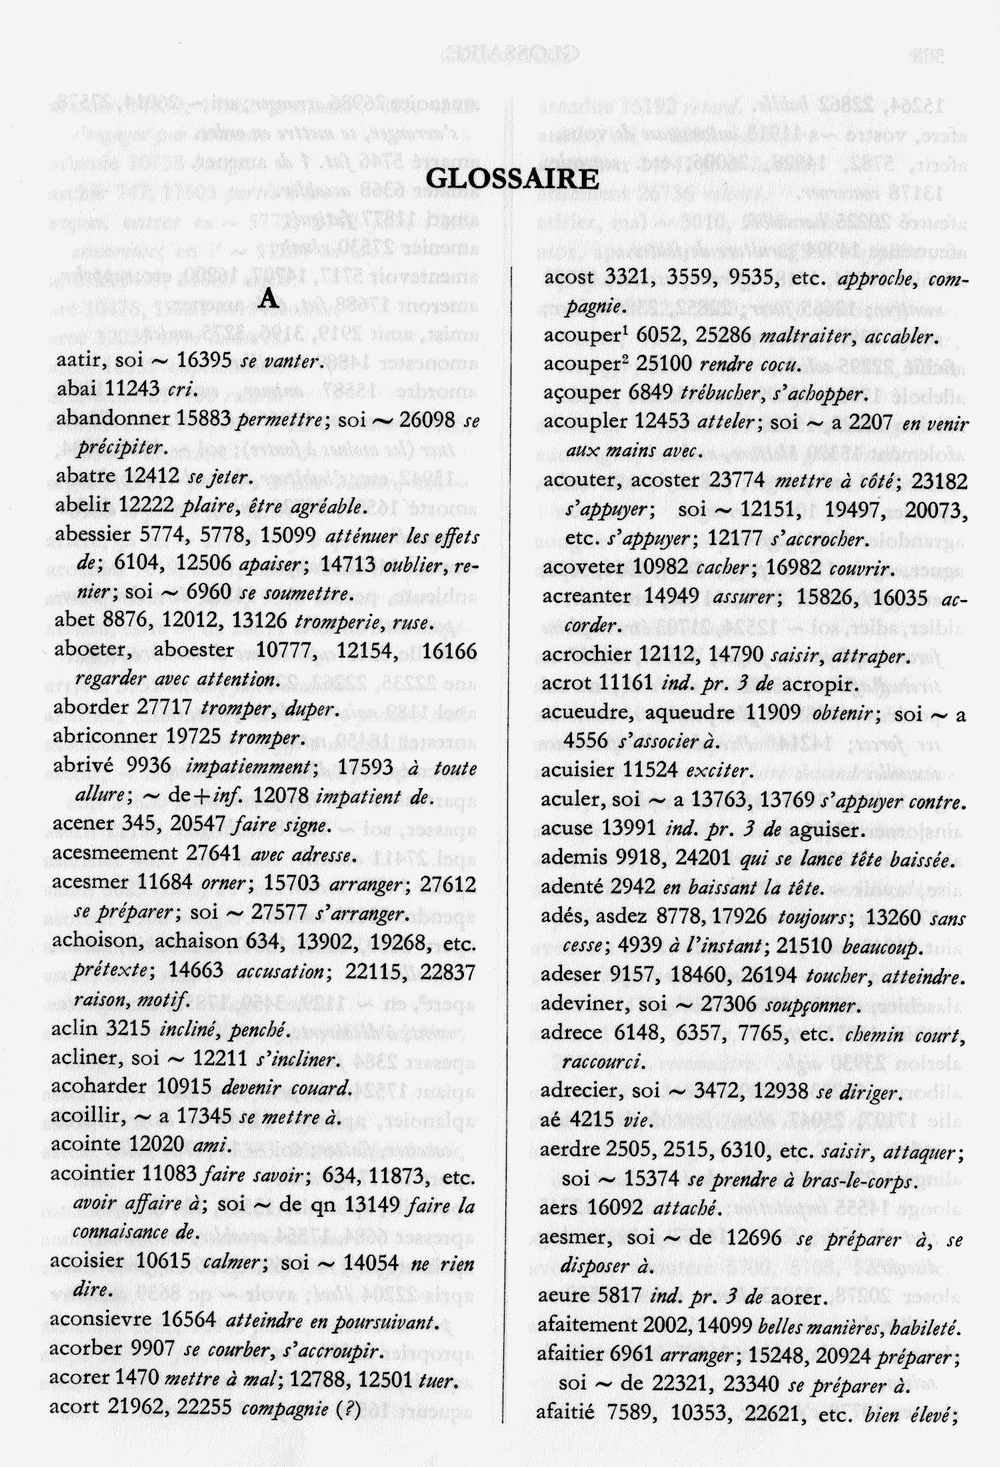 GLOSSAIRE
A
aatir, soi ~ 16395 se vanter.
abai 11243 cri.
abandonner 15883 permettre; soi ~ 26098 se
précipiter.
abatre 12412 se jeter.
abelir 12222 plaire, être agréable.
abessier 5774, 5778, 15099 atténuer les effets
de; 6104, 12506 apaiser; 14713 oublier, re-
nier; soi ~ 6960 se soumettre.
abet 8876, 12012, 13126 tromperie, ruse.
aboeter, aboester 10777, 12154, 16166
regarder avec attention.
aborder 27717 tromper, duper.
abriconner 19725 tromper.
abrivé 9936 impatiemment; 17593 à toute
allure; ~ de+inf. 12078 impatient de.
acener 345, 20547 faire signe.
acesmeement 27641 avec adresse.
acesmer 11684 orner; 15703 arranger; 27612
se préparer; soi ~ 27577 s'arranger.
achoison, achaison 634, 13902, 19268, etc.
prétexte; 14663 accusation; 22115, 22837
raison, motif.
aclin 3215 incliné, penché.
acliner, soi ~ 12211 s'incliner.
acoharder 10915 devenir couard.
acoillir, ~ a 17345 se mettre à.
acointe 12020 ami.
acointier 11083 faire savoir; 634, 11873, etc.
avoir affaire à; soi ~ de qn 13149 faire la
connaisance de.
acoisier 10615 calmer; soi ~ 14054 ne rien
dire.
aconsievre 16564 atteindre en poursuivant.
acorber 9907 se courber, s'accroupir.
acorer 1470 mettre à mal; 12788, 12501 tuer.
acort 21962, 22255 compagnie (?)
acost 3321, 3559, 9535, etc. approche, com-
pagnie.
acouper¹ 6052, 25286 maltraiter, accabler.
acouper² 25100 rendre cocu.
açouper 6849 trébucher, s'achopper.
acoupler 12453 atteler; soi ~ a 2207 en venir
aux mains avec.
acouter, acoster 23774 mettre à côté; 23182
s'appuyer; soi ~ 12151, 19497, 20073,
etc. s'appuyer; 12177 s'accrocher.
acoveter 10982 cacher; 16982 couvrir.
acreanter 14949 assurer; 15826, 16035 ac-
corder.
acrochier 12112, 14790 saisir, attraper.
acrot 11161 ind. pr. 3 de acropir.
acueudre, aqueudre 11909 obtenir; soi ~ a
4556 s'associer à.
acuisier 11524 exciter.
aculer, soi ~ a 13763, 13769 s'appuyer contre.
acuse 13991 ind. pr. 3 de aguiser.
ademis 9918, 24201 qui se lance tête baissée.
adenté 2942 en baissant la tête.
adés, asdez 8778, 17926 toujours; 13260 sans
cesse; 4939 à l'instant; 21510 beaucoup.
adeser 9157, 18460, 26194 toucher, atteindre.
adeviner, soi ~ 27306 soupçonner.
adrece 6148, 6357, 7765, etc. chemin court,
raccourci.
adrecier, soi ~ 3472, 12938 se diriger.
aé 4215 vie.
aerdre 2505, 2515, 6310, etc. saisir, attaquer;
soi ~ 15374 se prendre à bras-le-corps.
aers 16092 attaché.
aesmer, soi ~ de 12696 se préparer à, se
disposer à.
aeure 5817 ind. pr. 3 de aorer.
afaitement 2002, 14099 belles manières, habileté.
afaitier 6961 arranger; 15248, 20924 préparer;
soi ~ de 22321, 23340 se préparer à.
afaitié 7589, 10353, 22621, etc. bien élevé;